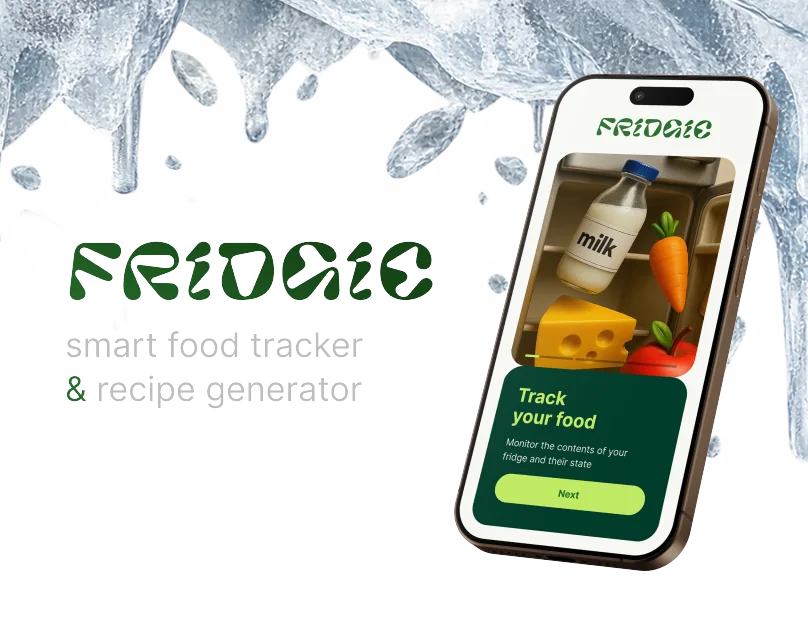 FRIDGIE
smart food tracker
& recipe generator
FRIDGIE
milk
Track
your food
Monitor the contents of your
fridge and their state
Next